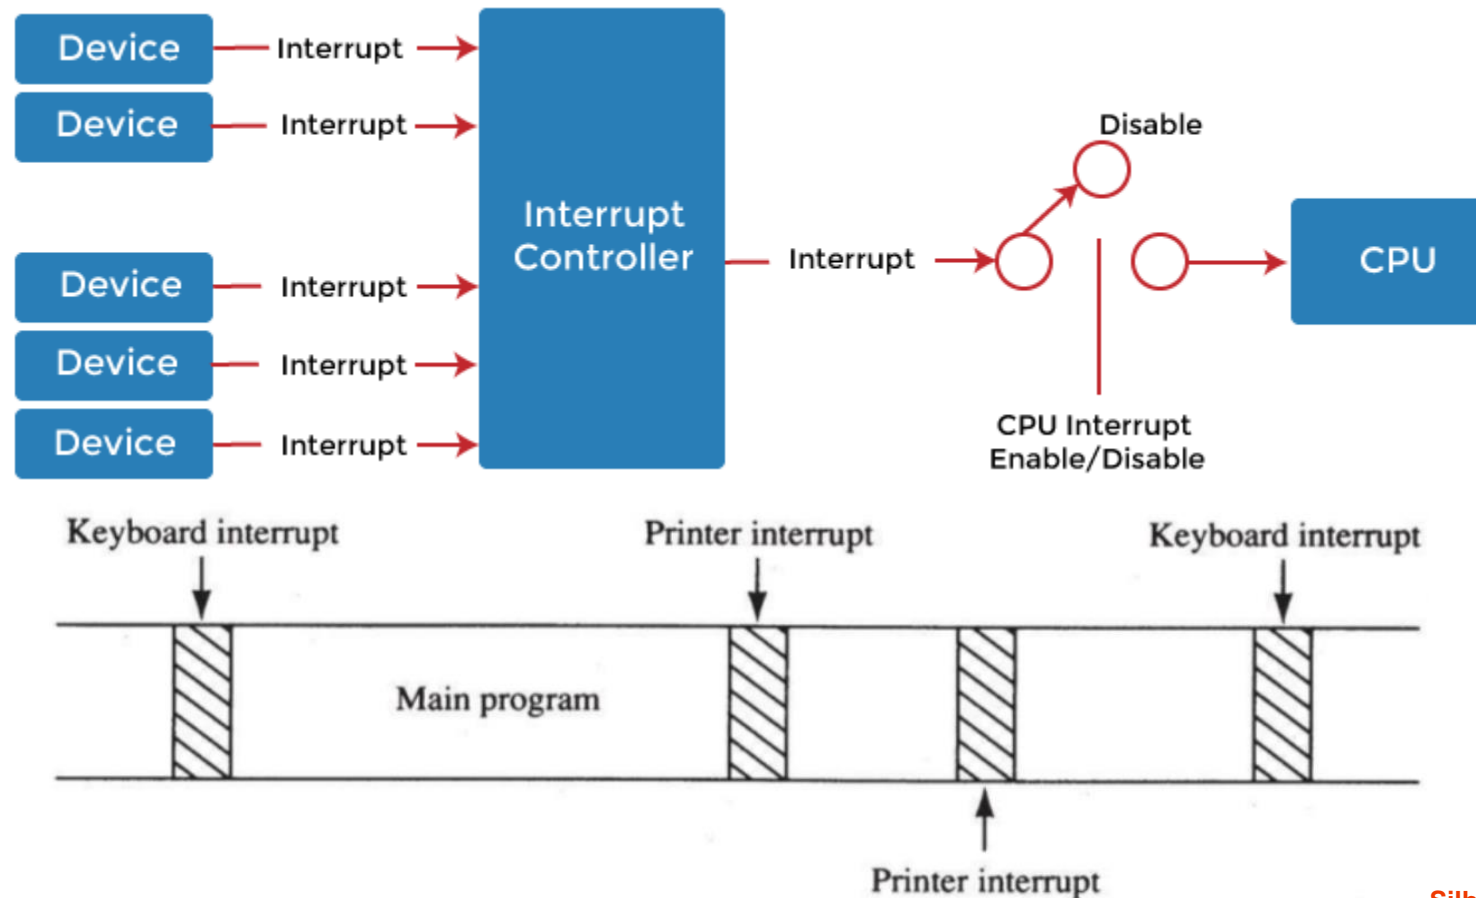 Device
Interrupt
Device
Interrupt
Device
Interrupt
Device
Interrupt
Device
Interrupt
Interrupt
Controller
Interrupt
Disable
CPU Interrupt
Enable/Disable
CPU
Keyboard interrupt
Printer interrupt
Keyboard interrupt
Main program
Printer interrupt